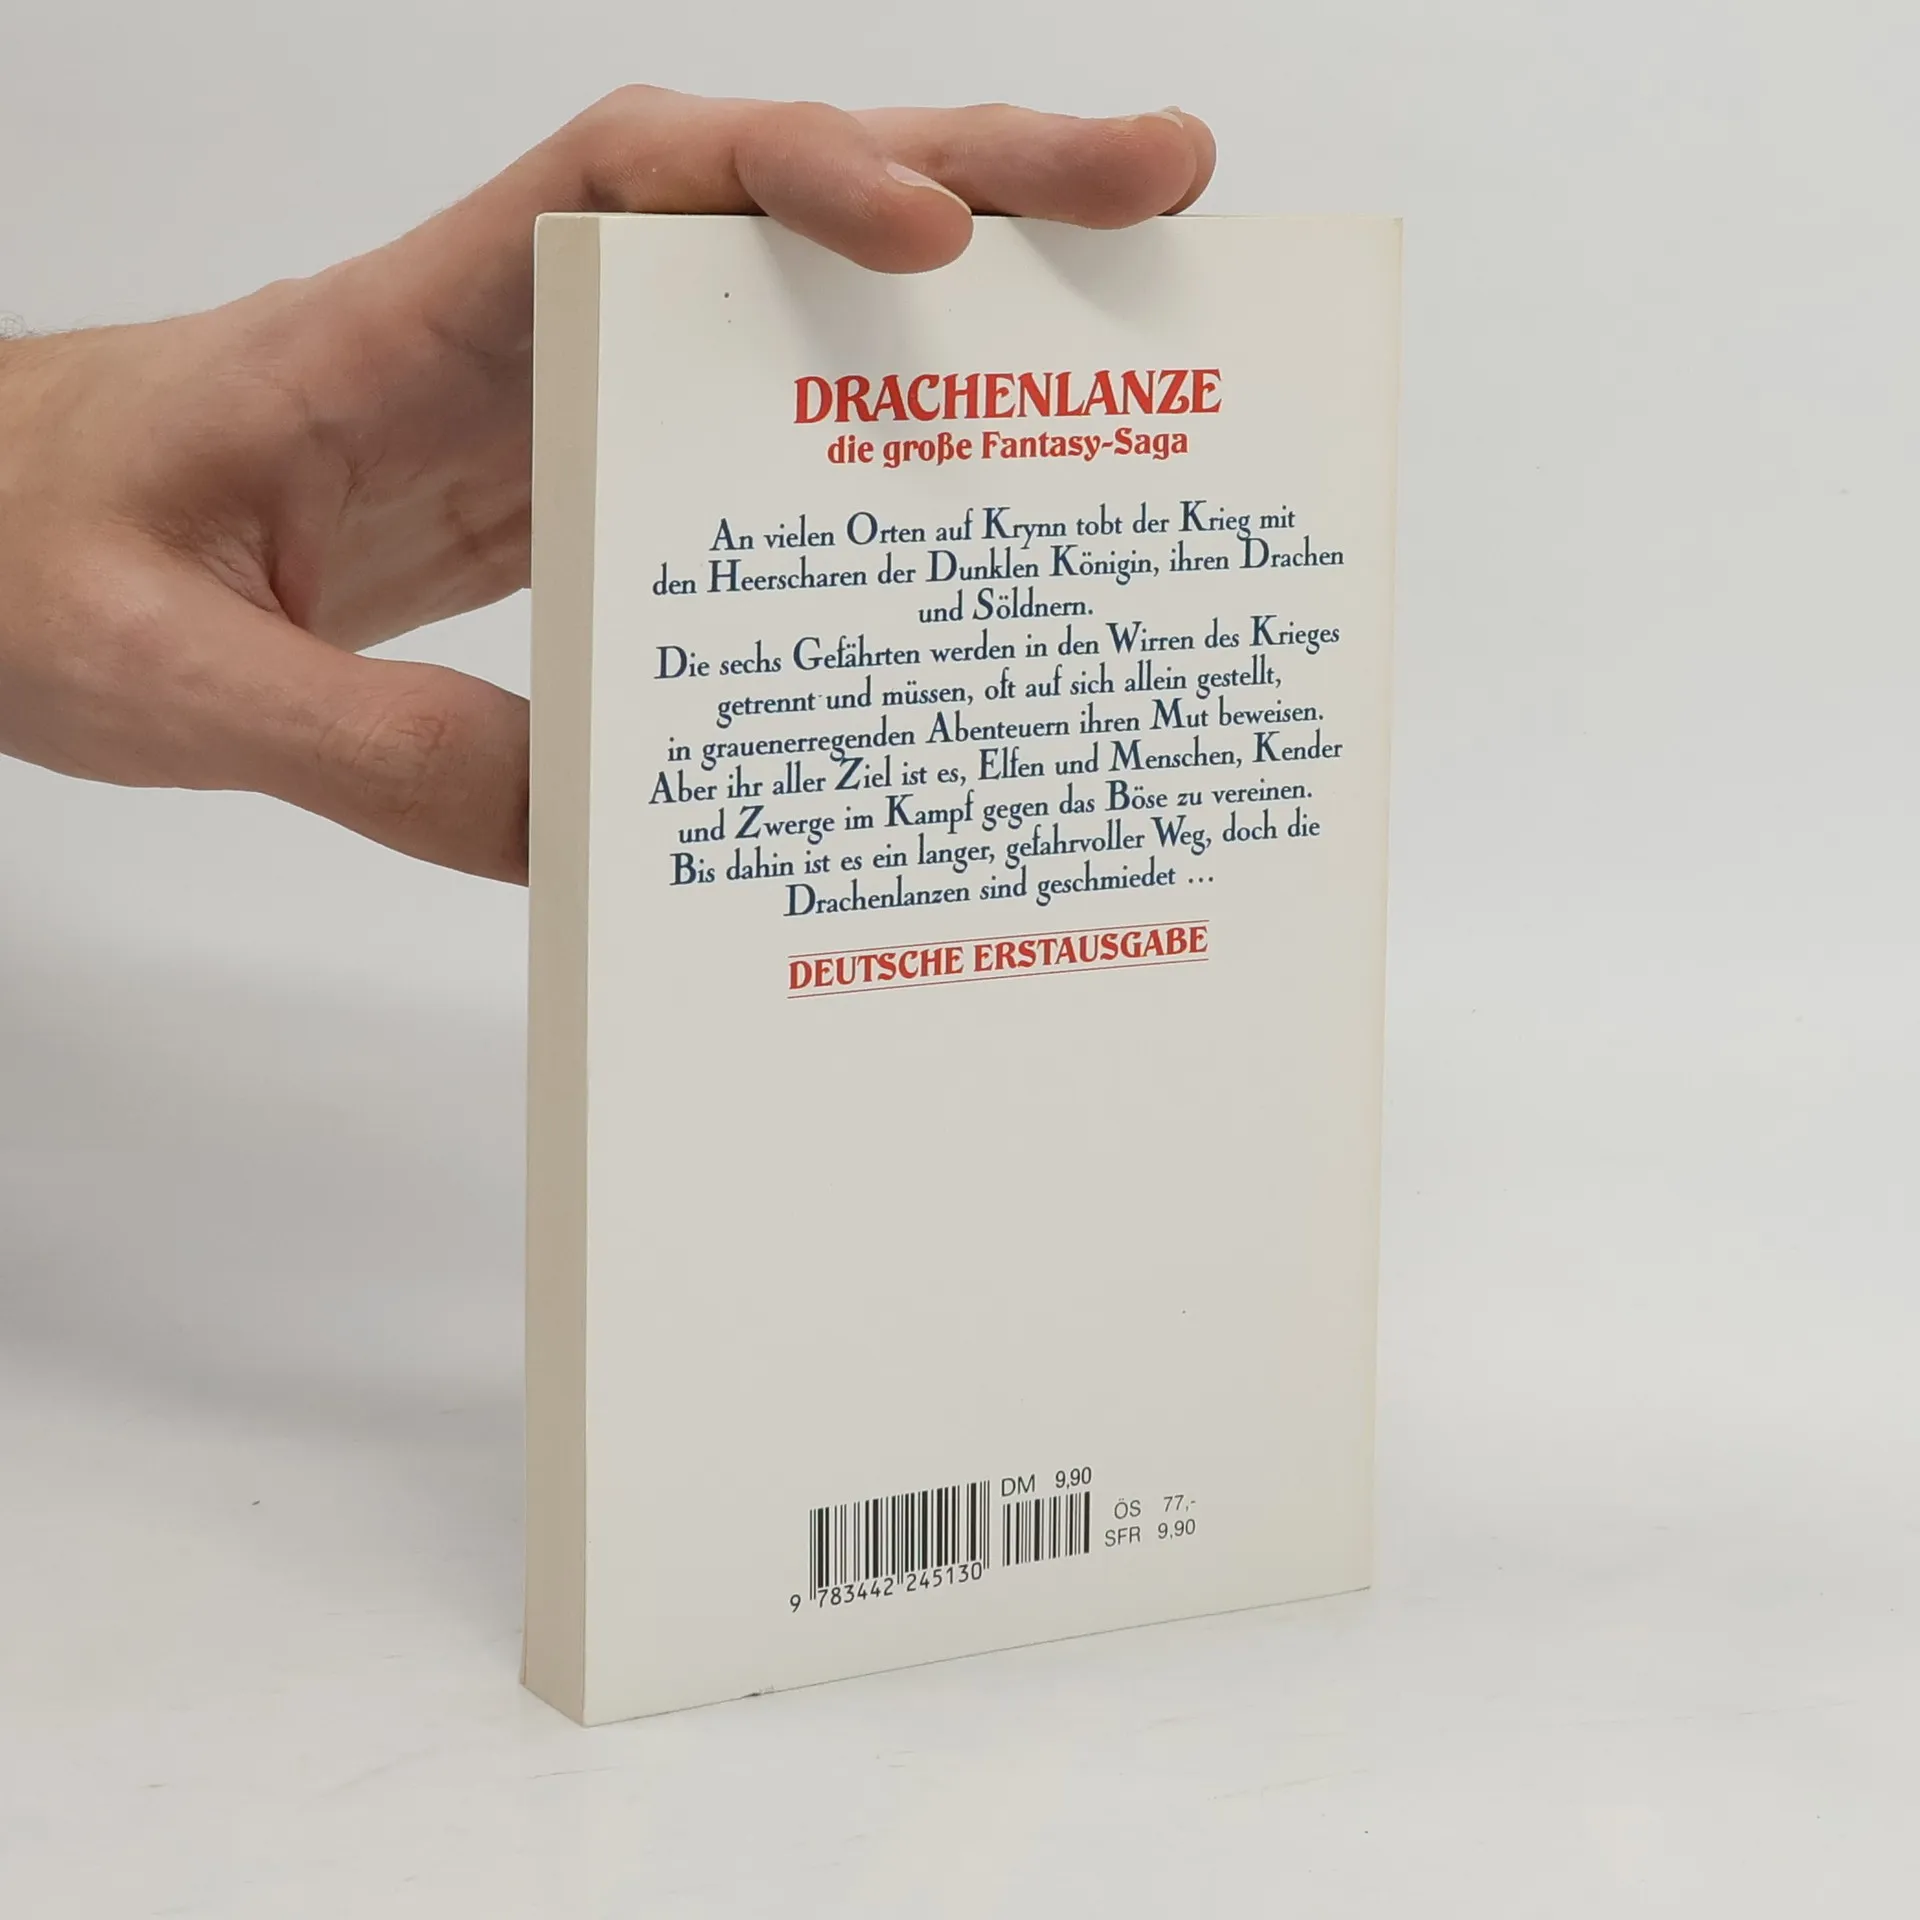 DRACHENLANZE
die große Fantasy-Saga
An vielen Orten auf Krynn tobt der Krieg mit
den Heerscharen der Dunklen Königin, ihren Drachen
und Söldnern.
Die sechs Gefährten werden in den Wirren des Krieges
getrennt und müssen, oft auf sich allein gestellt,
in grauenerregenden Abenteuern ihren Mut beweisen.
Aber ihr aller Ziel ist es, Elfen und Menschen, Kender
und Zwerge im Kampf gegen das Böse zu vereinen.
Bis dahin ist es ein langer, gefahrvoller Weg, doch die
Drachenlanzen sind geschmiedet ...
DEUTSCHE ERSTAUSGABE
DM 9,90
ÖS 77,-
SFR 9,90
9 783442 245130